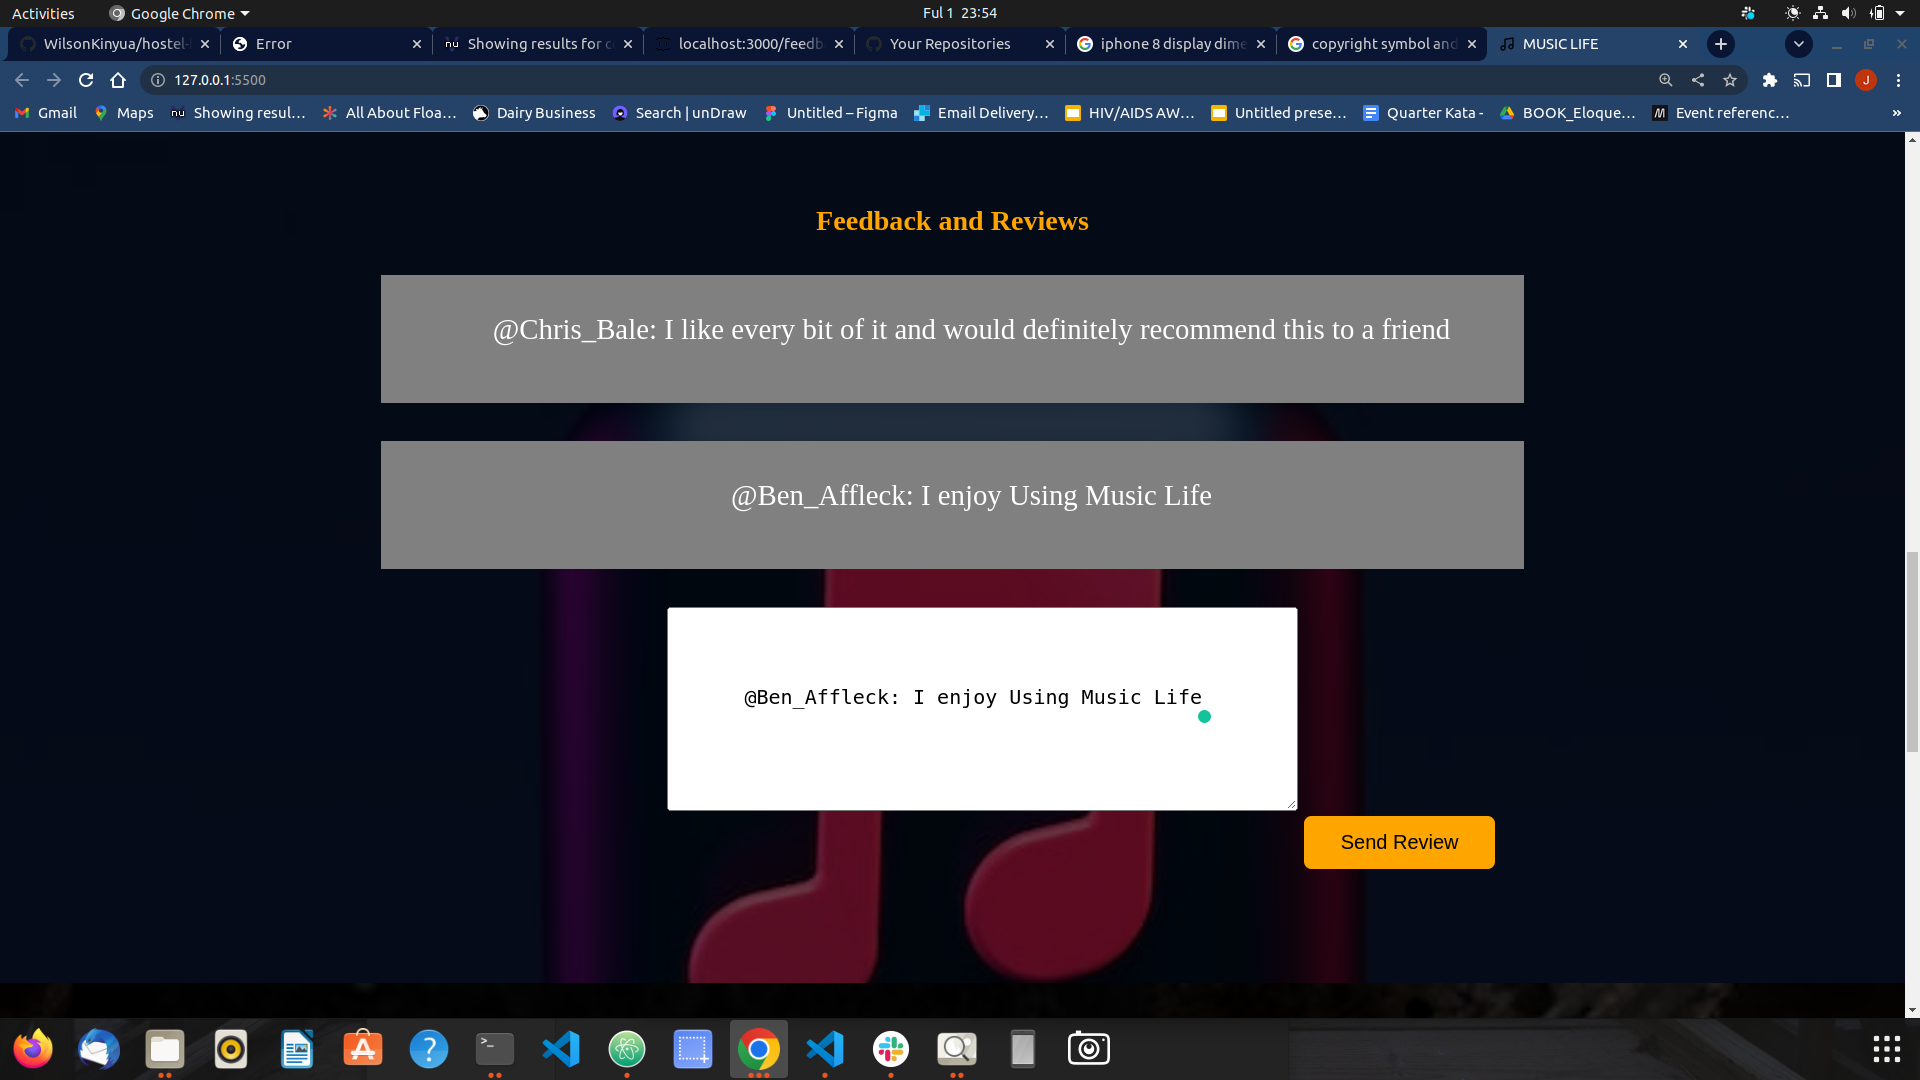 Activities
Google Chrome
Ful 1 23:54
WilsonKinyua/hostel-
Error
Showing results for c
localhost:3000/feedb
Your Repositories
iphone 8 display dime
copyright symbol and
MUSIC LIFE
127.0.0.1:5500
J
Gmail
Maps
Showing resul…
All About Floa…
Dairy Business
Search | unDraw
Untitled – Figma
Email Delivery…
HIV/AIDS AW…
Untitled prese…
Quarter Kata -
BOOK_Eloque…
Event referenc…
»
Feedback and Reviews
@Chris_Bale: I like every bit of it and would definitely recommend this to a friend
@Ben_Affleck: I enjoy Using Music Life
@Ben_Affleck: I enjoy Using Music Life
Send Review